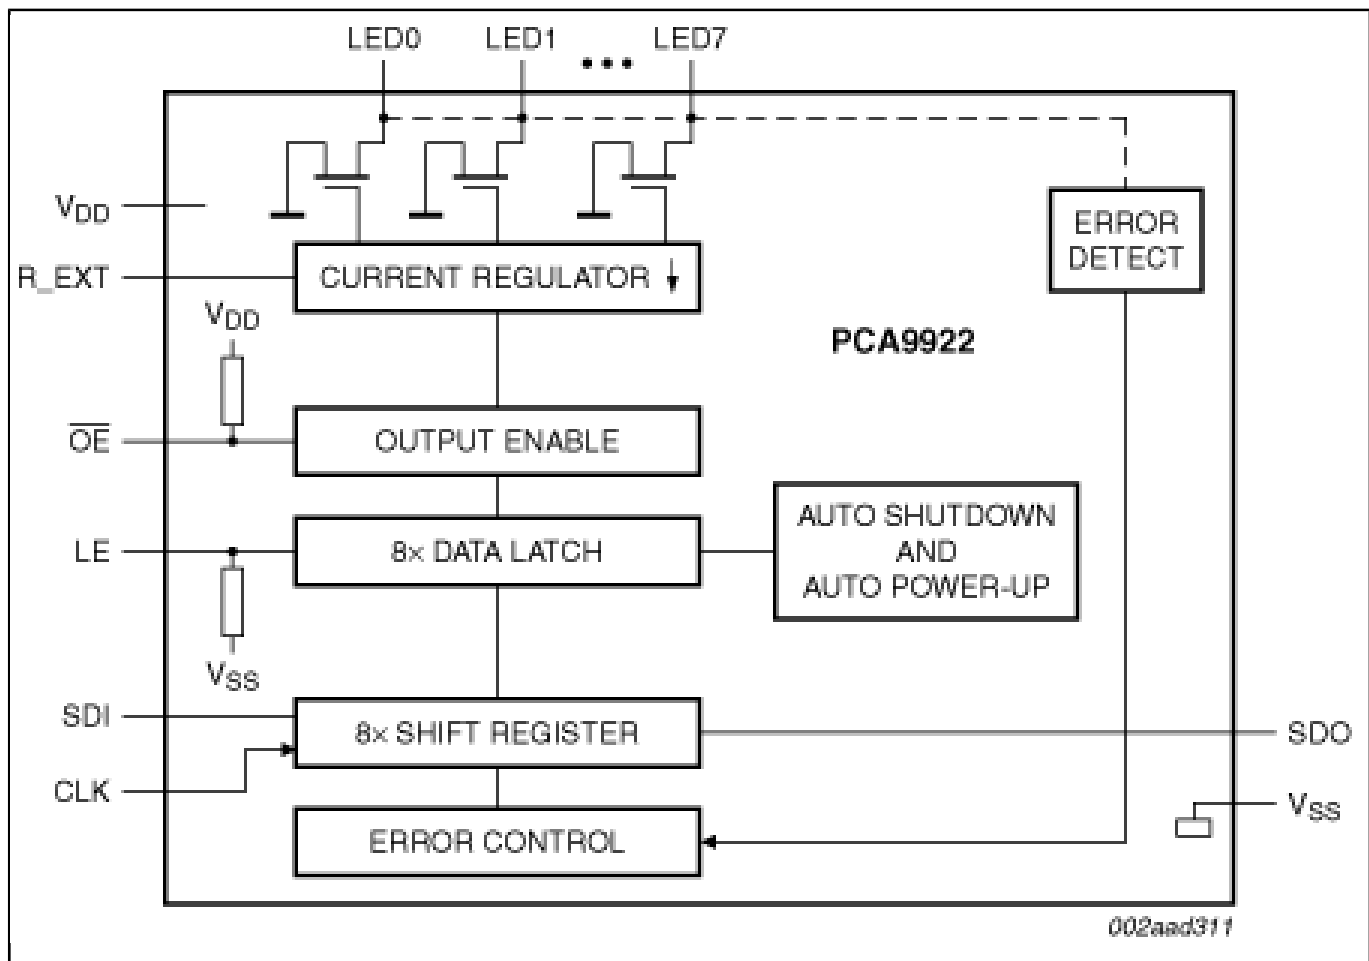 LED0 LED1 ••• LED7
VDD
ERROR
DETECT
R_EXT
CURRENT REGULATOR ↓
VDD
PCA9922
O̅E̅
OUTPUT ENABLE
AUTO SHUTDOWN
AND
AUTO POWER-UP
LE
8× DATA LATCH
VSS
SDI
8× SHIFT REGISTER
SDO
CLK
VSS
ERROR CONTROL
002aad311